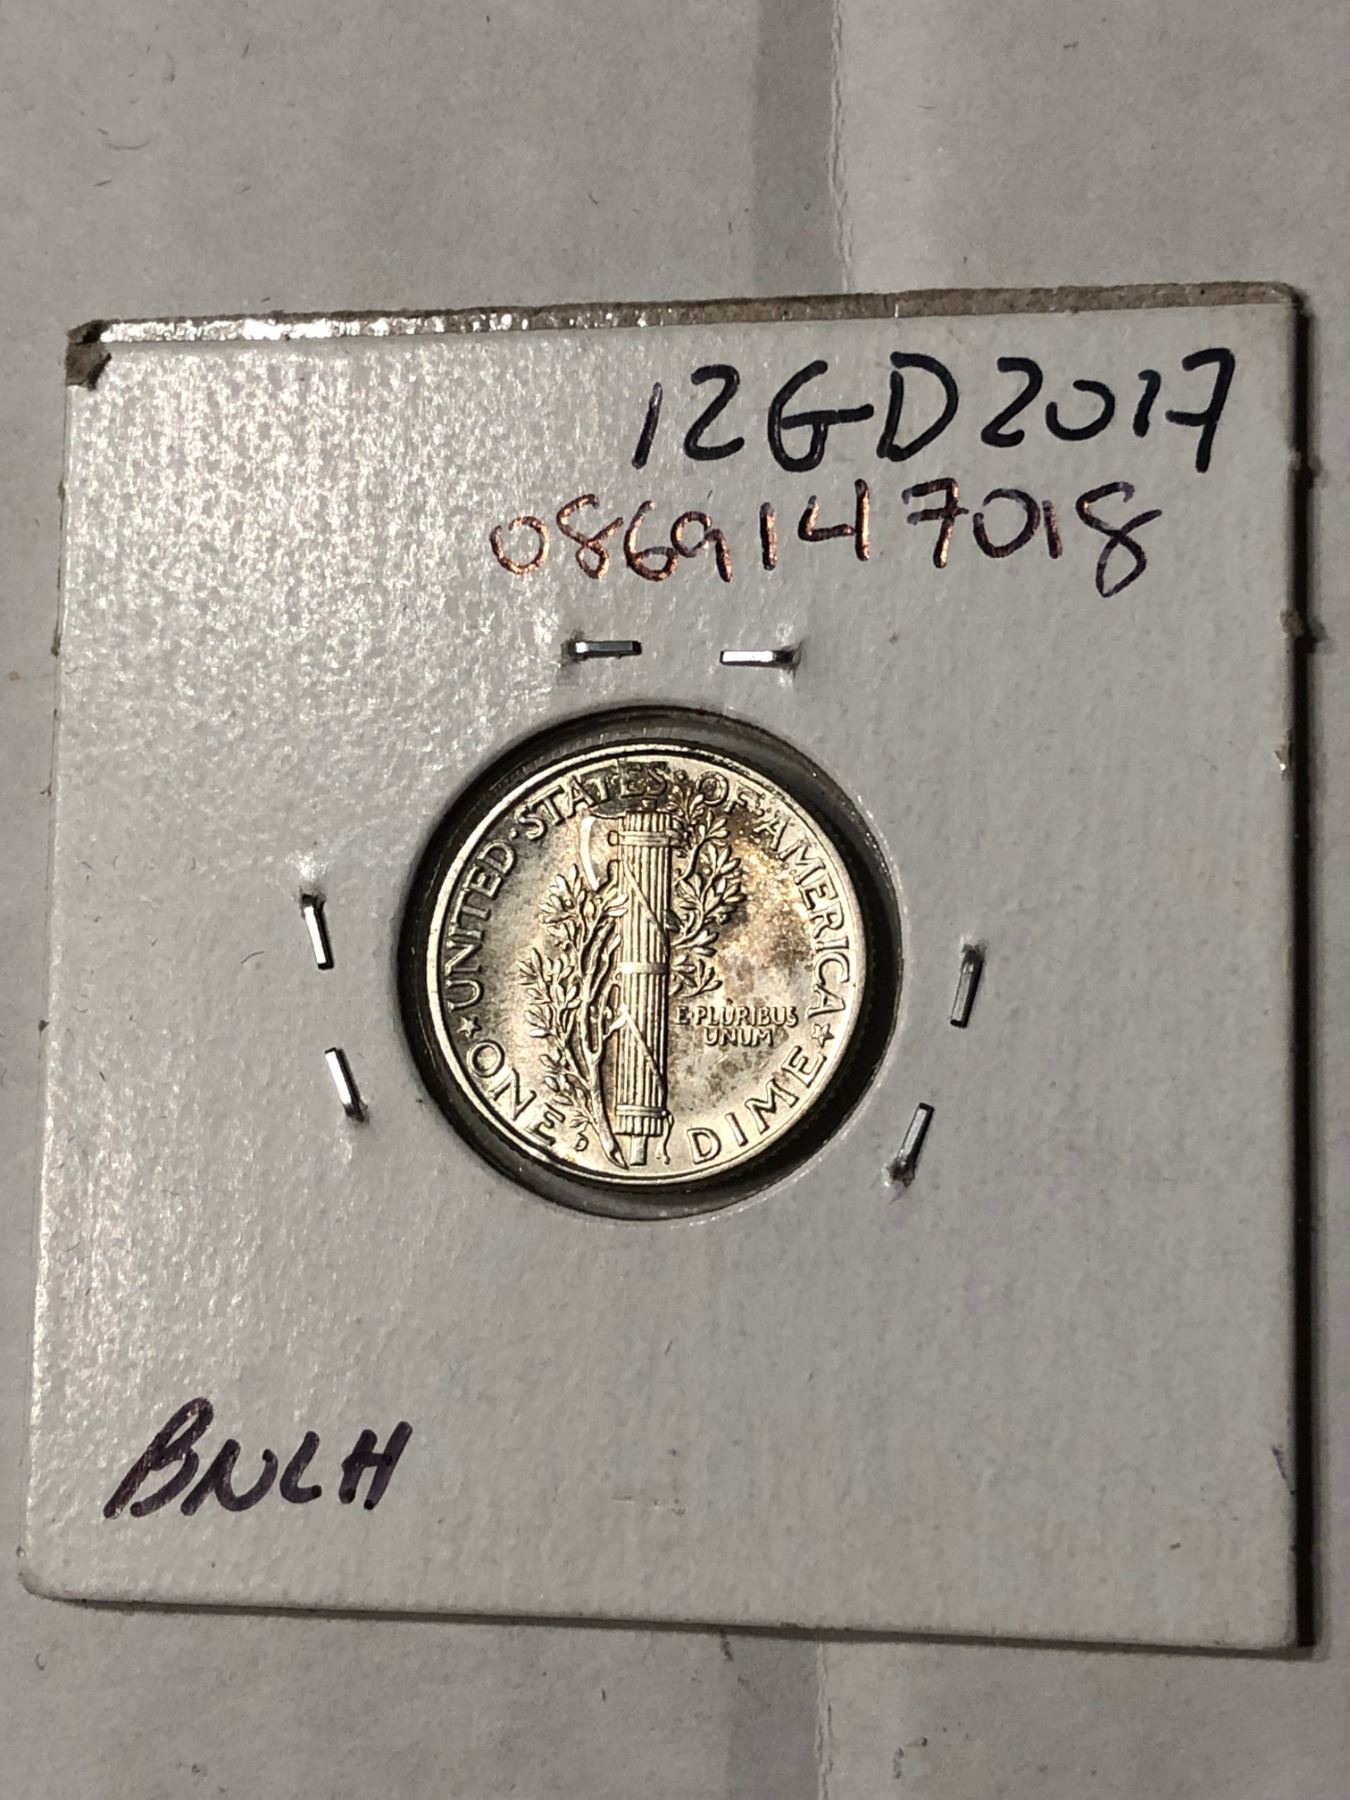 12GD2017
0869147018
UNITED·STATES·OF·AMERICA
E·PLURIBUS
UNUM
ONE DIME
D
BNLH